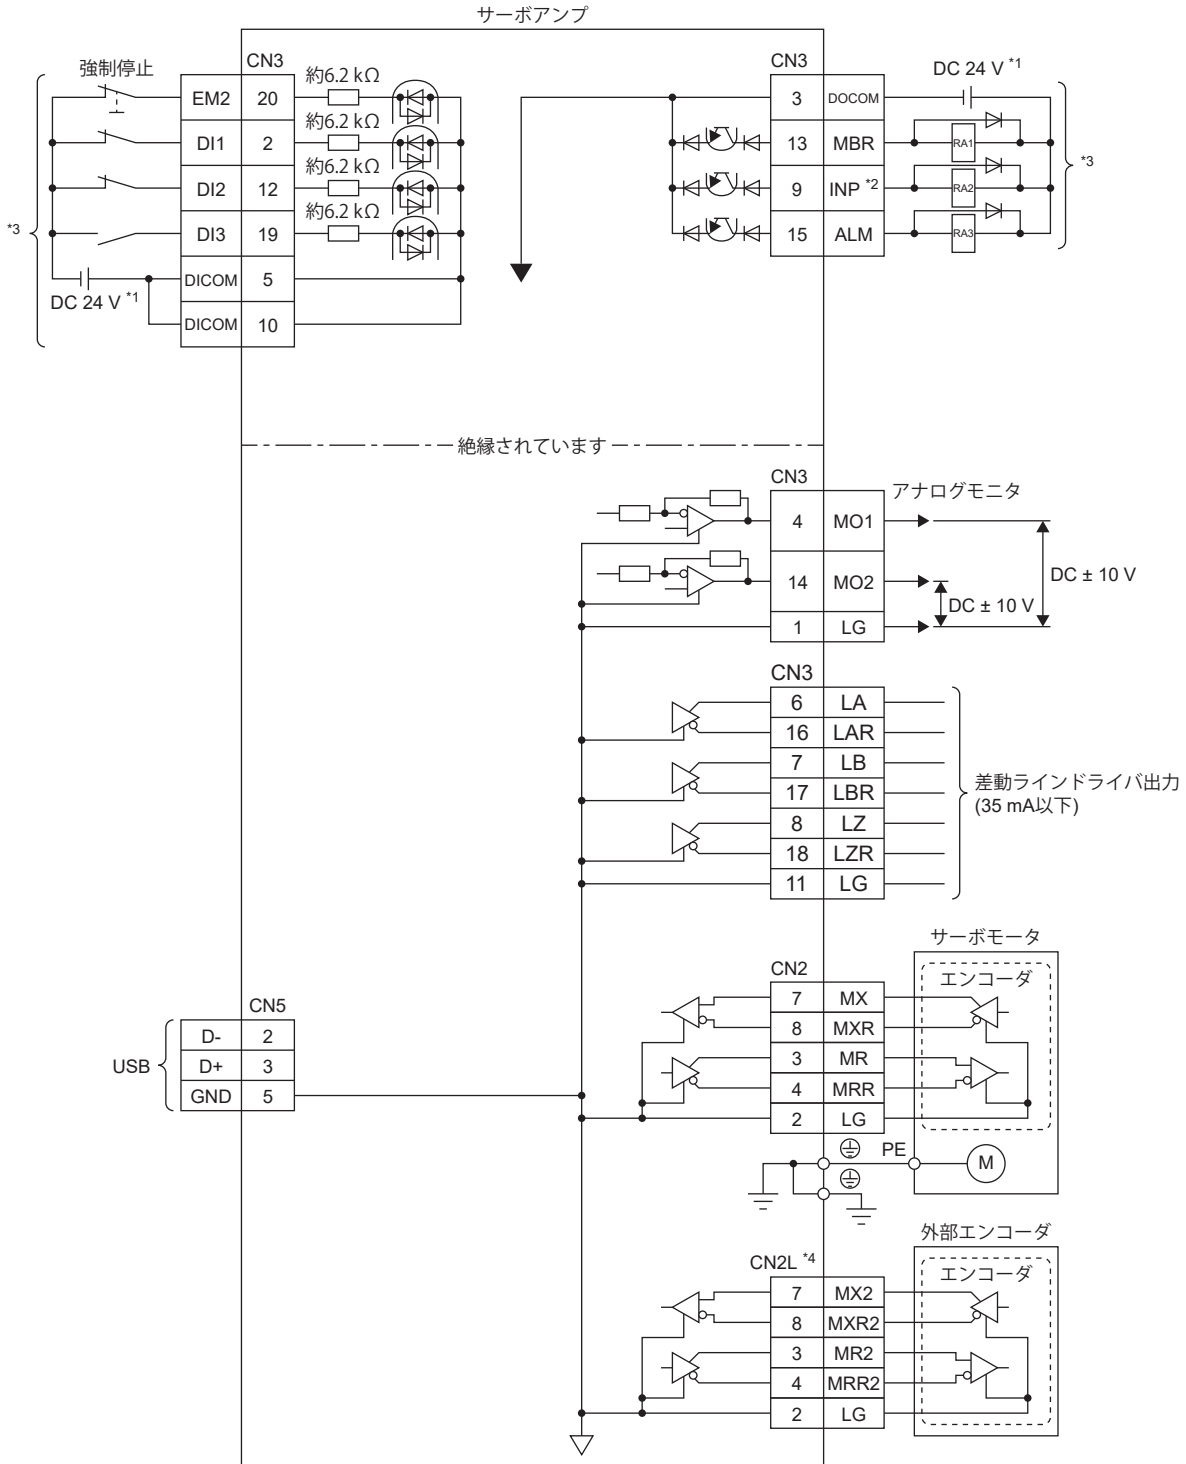 サーボアンプ
強制停止
CN3
EM2 20 約6.2 kΩ
DI1 2 約6.2 kΩ
DI2 12 約6.2 kΩ
DI3 19 約6.2 kΩ
DICOM 5
DICOM 10
DC 24 V *1
*3
CN3
DC 24 V *1
3 DOCOM
13 MBR RA1
9 INP *2 RA2
15 ALM RA3
*3
絶縁されています
CN3
アナログモニタ
4 MO1
14 MO2
1 LG
DC ± 10 V
DC ± 10 V
CN3
6 LA
16 LAR
7 LB
17 LBR
8 LZ
18 LZR
11 LG
差動ラインドライバ出力
(35 mA以下)
サーボモータ
エンコーダ
CN2
7 MX
8 MXR
3 MR
4 MRR
2 LG
PE
M
CN5
USB
D- 2
D+ 3
GND 5
外部エンコーダ
エンコーダ
CN2L *4
7 MX2
8 MXR2
3 MR2
4 MRR2
2 LG